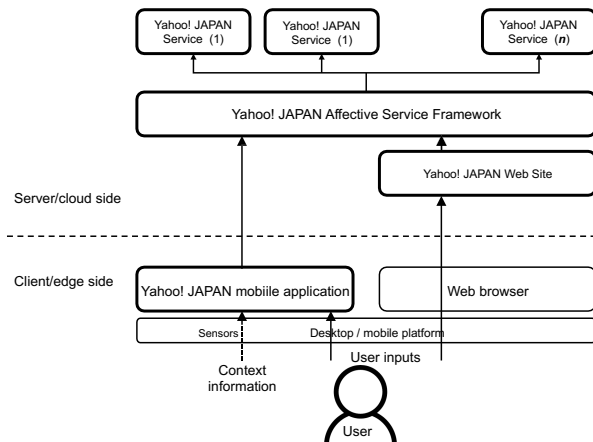 Yahoo! JAPAN
Service (1)
Yahoo! JAPAN
Service (1)
Yahoo! JAPAN
Service (n)
Yahoo! JAPAN Affective Service Framework
Yahoo! JAPAN Web Site
Server/cloud side
Client/edge side
Yahoo! JAPAN mobiile application
Web browser
Sensors
Desktop / mobile platform
User inputs
Context
information
User